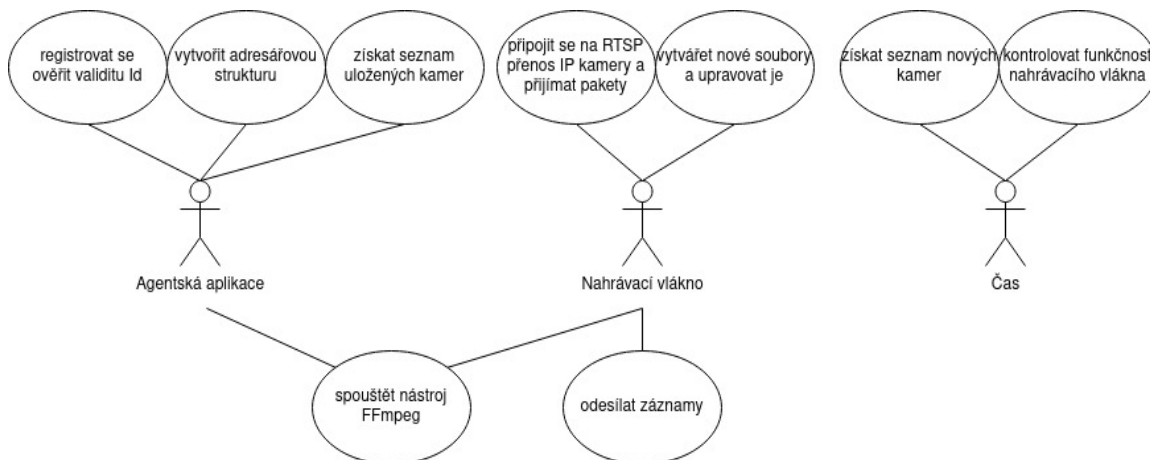 registrovat se
ověřit validitu Id
vytvořit adresářovou
strukturu
získat seznam
uložených kamer
připojit se na RTSP
přenos IP kamery a
přijímat pakety
vytvářet nové soubory
a upravovat je
získat seznam nových
kamer
kontrolovat funkčnost
nahrávacího vlákna
Agentská aplikace
Nahrávací vlákno
Čas
spouštět nástroj
FFmpeg
odesílat záznamy